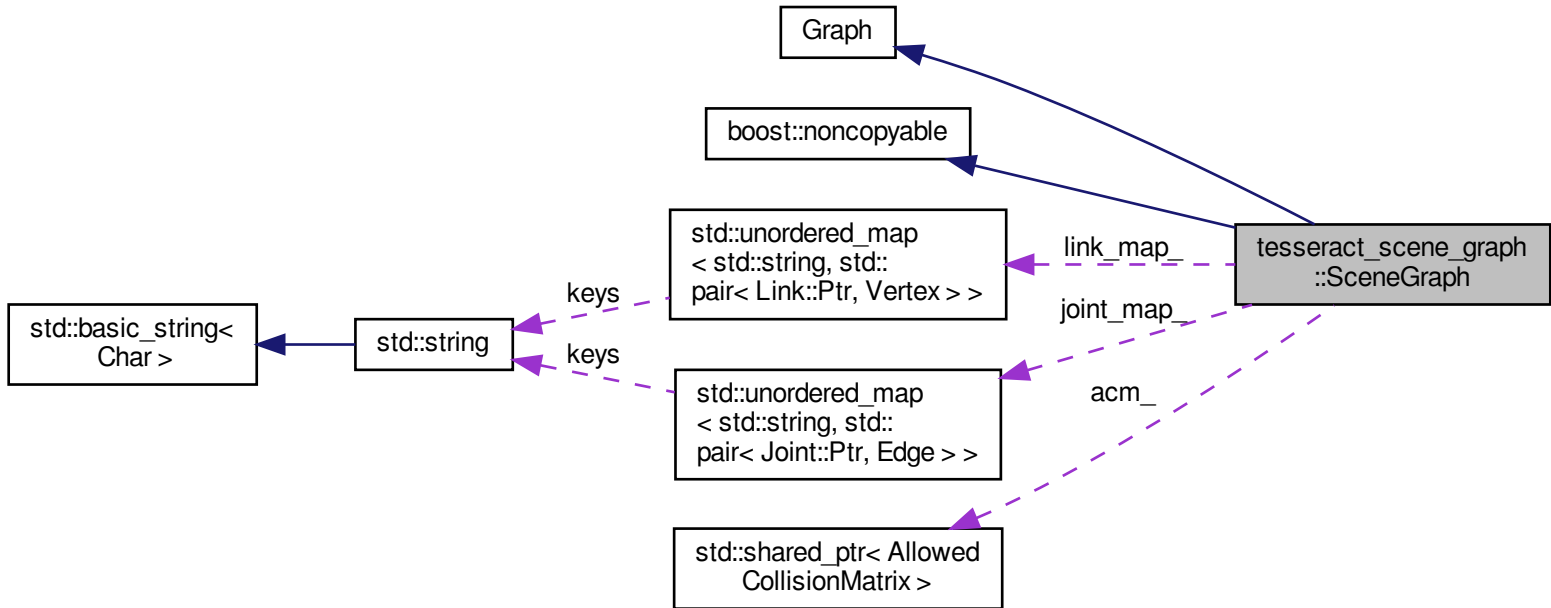 Graph
boost::noncopyable
std::unordered_map
< std::string, std::
pair< Link::Ptr, Vertex > >
link_map_
tesseract_scene_graph
::SceneGraph
keys
joint_map_
std::basic_string<
Char >
std::string
keys
std::unordered_map
< std::string, std::
pair< Joint::Ptr, Edge > >
acm_
std::shared_ptr< Allowed
CollisionMatrix >